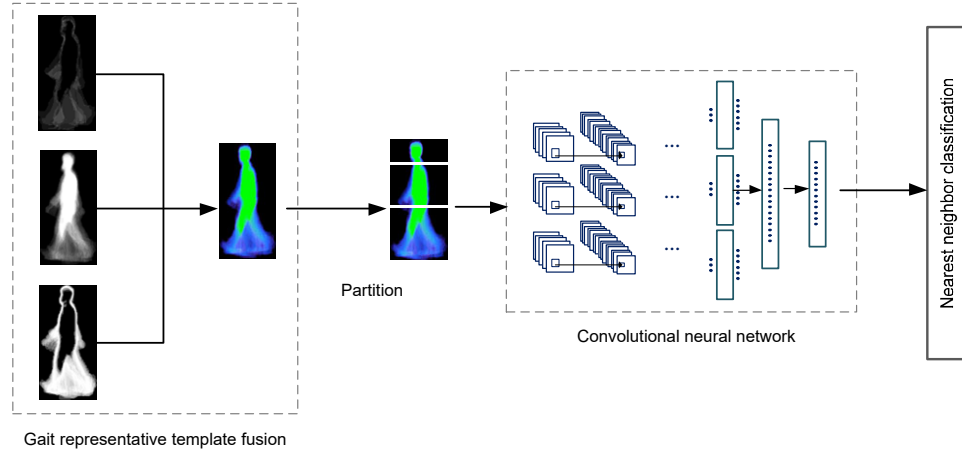 Gait representative template fusion
Partition
Convolutional neural network
Nearest neighbor classification